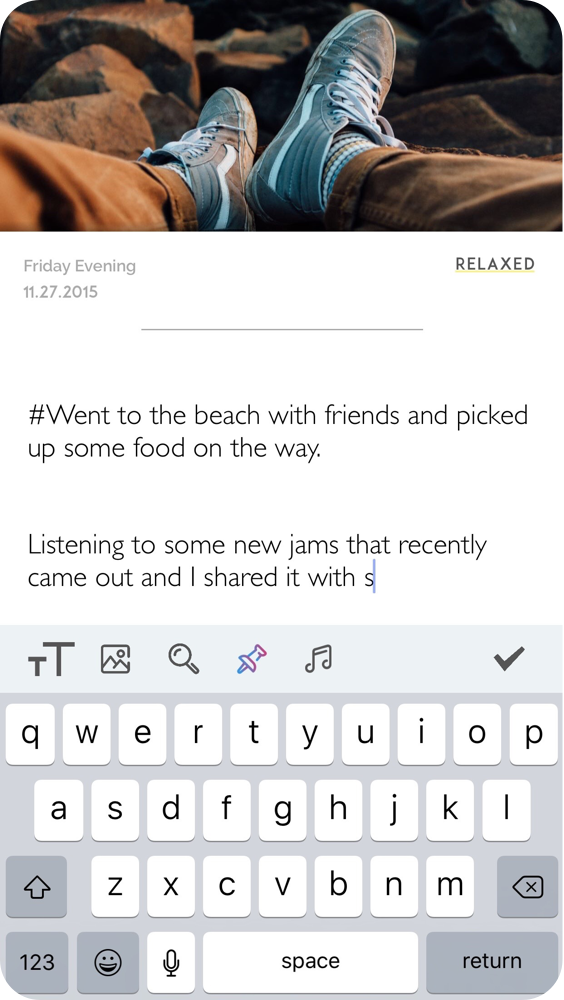 Friday Evening
RELAXED
11.27.2015
#Went to the beach with friends and picked
up some food on the way.
Listening to some new jams that recently
came out and I shared it with s
TT
q w e r t y u i o p
a s d f g h j k l
z x c v b n m
123 space return